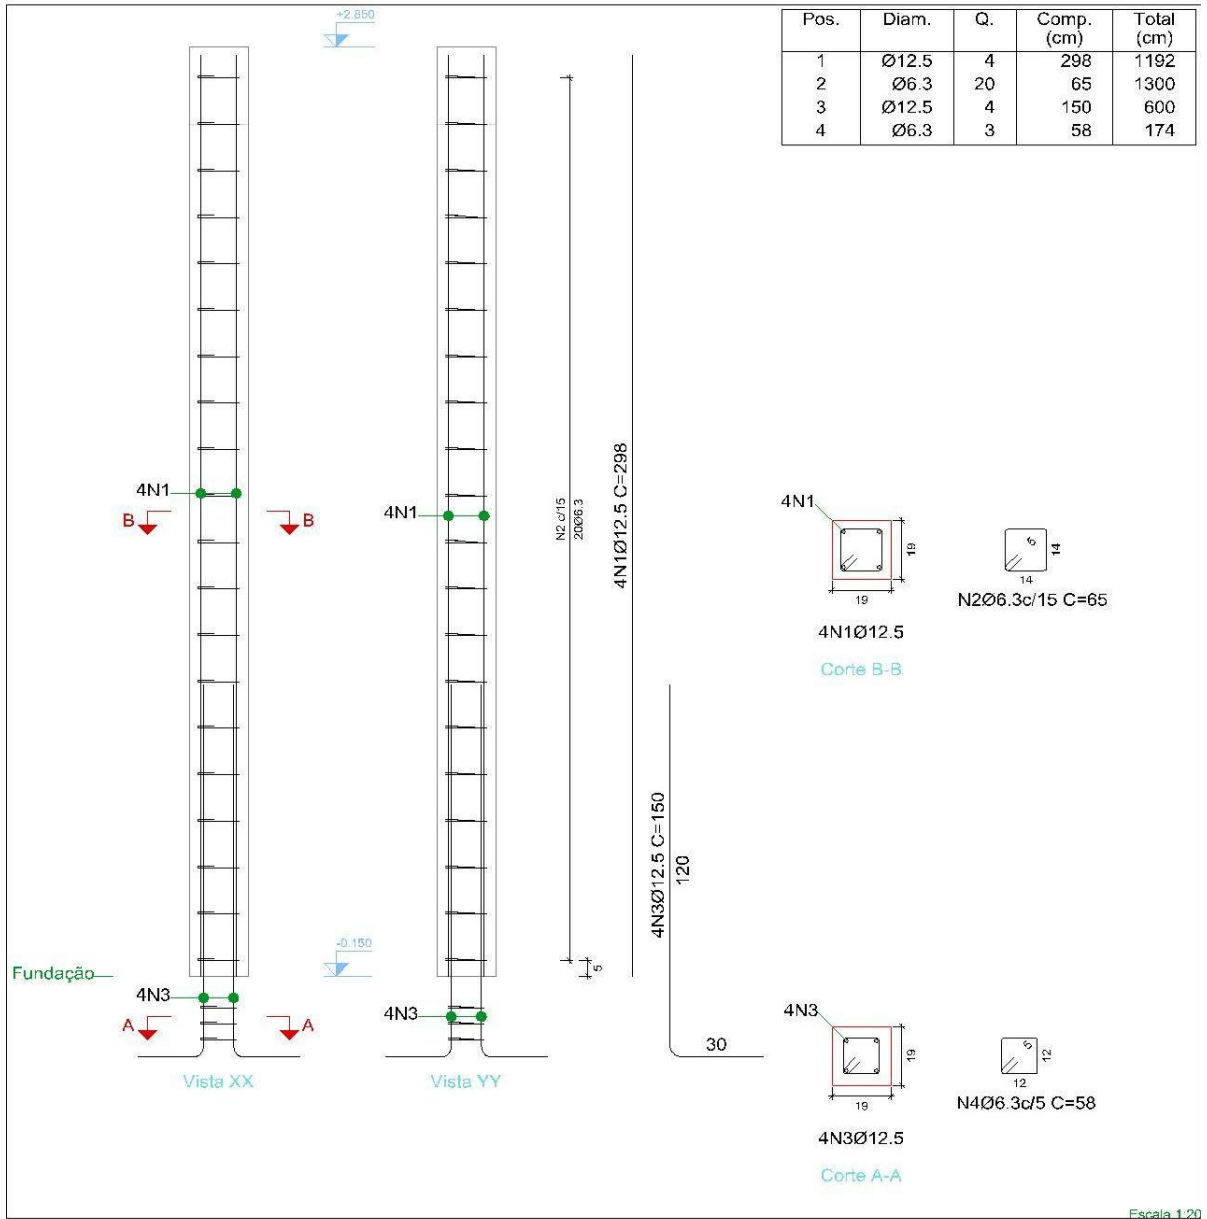 +2.850
Pos. Diam. Q. Comp. (cm) Total (cm)
1 Ø12.5 4 298 1192
2 Ø6.3 20 65 1300
3 Ø12.5 4 150 600
4 Ø6.3 3 58 174
4N1
B B
4N1
N2 c/15
20Ø6.3
4N1Ø12.5 C=298
4N1
19
19
4N1Ø12.5
Corte B-B
6
14
14
N2Ø6.3c/15 C=65
4N3Ø12.5 C=150
120
30
-0.150
5
Fundação
4N3
A A
4N3
Vista XX
Vista YY
4N3
19
19
4N3Ø12.5
Corte A-A
5
12
12
N4Ø6.3c/5 C=58
Escala 1:20